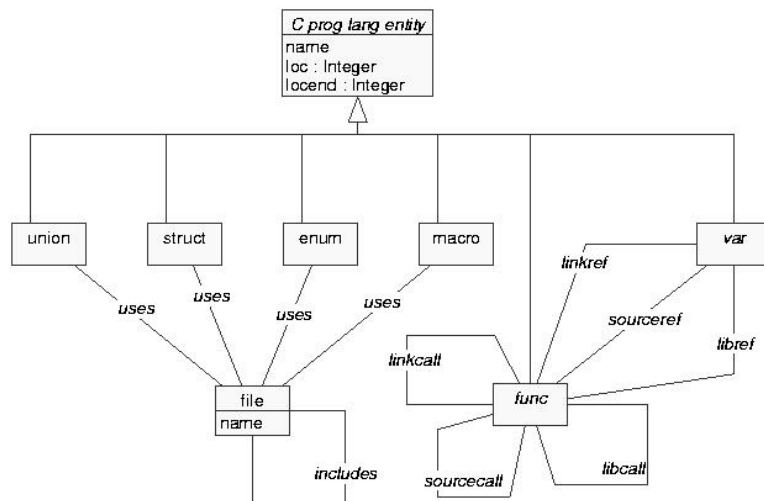 C prog lang entity
name
loc : Integer
locend : Integer
union
struct
enum
macro
var
linkref
uses
uses
uses
uses
sourceref
libref
linkcall
file
name
func
includes
sourcecall
libcall